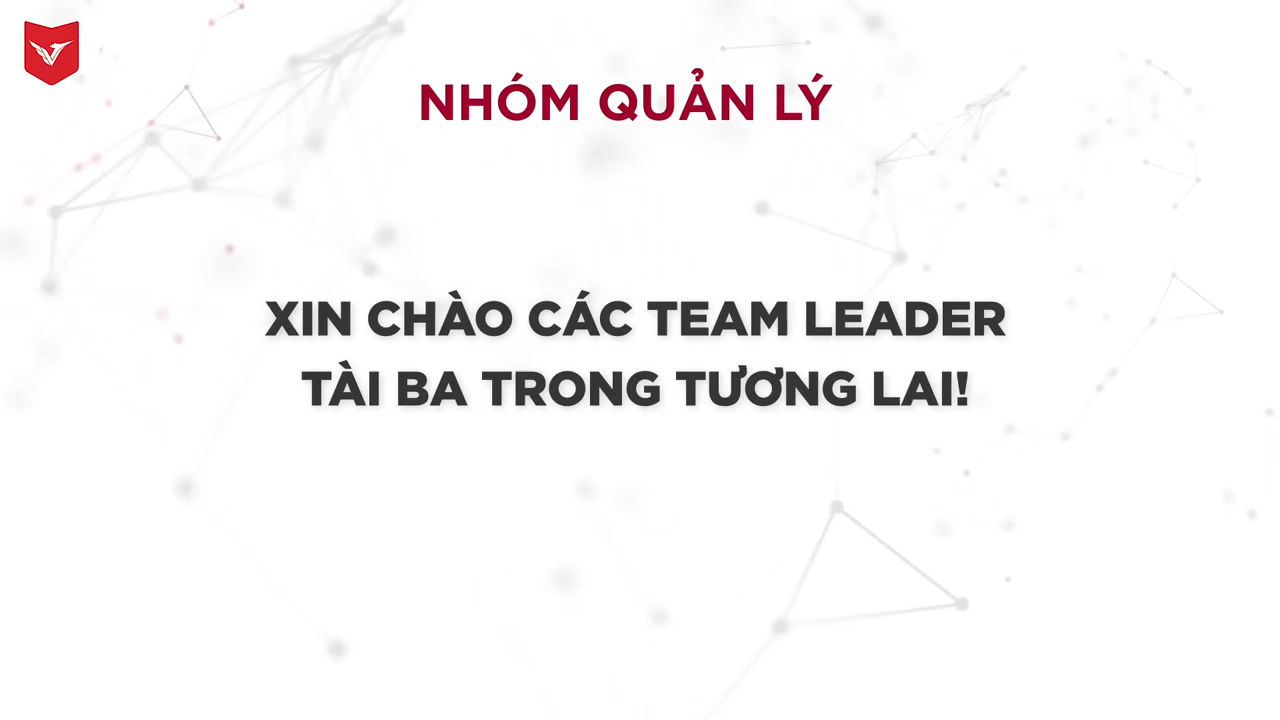 NHÓM QUẢN LÝ
XIN CHÀO CÁC TEAM LEADER
TÀI BA TRONG TƯƠNG LAI!